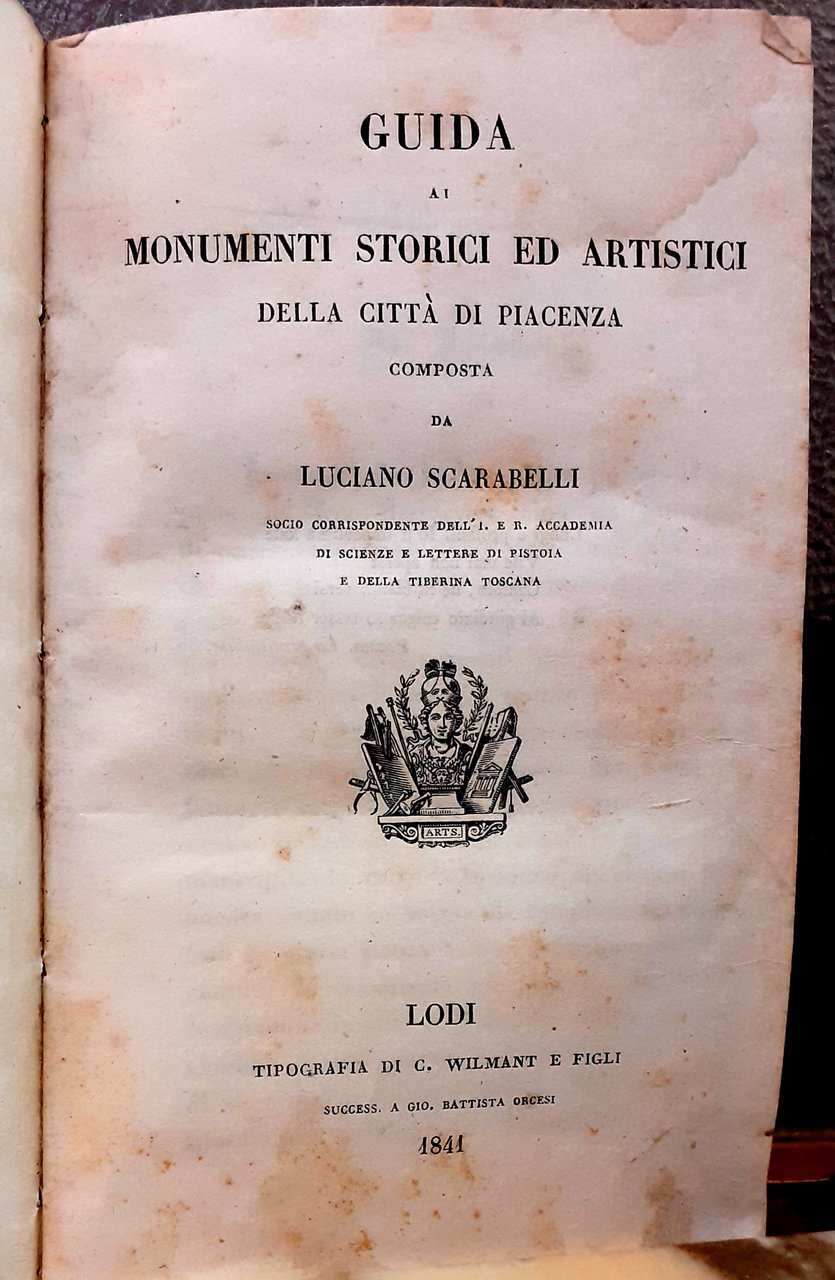 GUIDA
AI
MONUMENTI STORICI ED ARTISTICI
DELLA CITTÀ DI PIACENZA
COMPOSTA
DA
LUCIANO SCARABELLI
SOCIO CORRISPONDENTE DELL' I. E R. ACCADEMIA
DI SCIENZE E LETTERE DI PISTOIA
E DELLA TIBERINA TOSCANA
ARTS.
LODI
TIPOGRAFIA DI C. WILMANT E FIGLI
SUCCESS. A GIO. BATTISTA ORCESI
1841